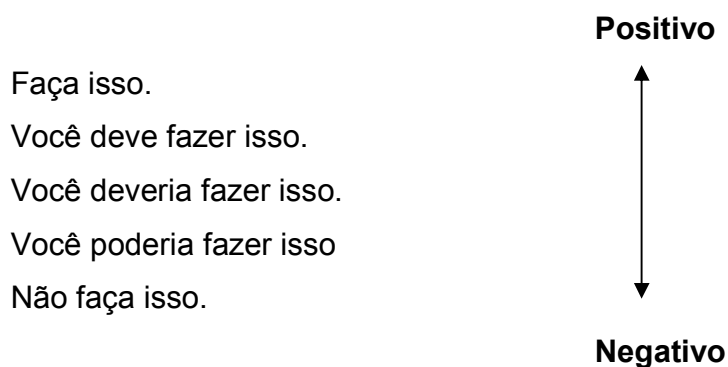 Positivo
Faça isso.
Você deve fazer isso.
Você deveria fazer isso.
Você poderia fazer isso
Não faça isso.
Negativo